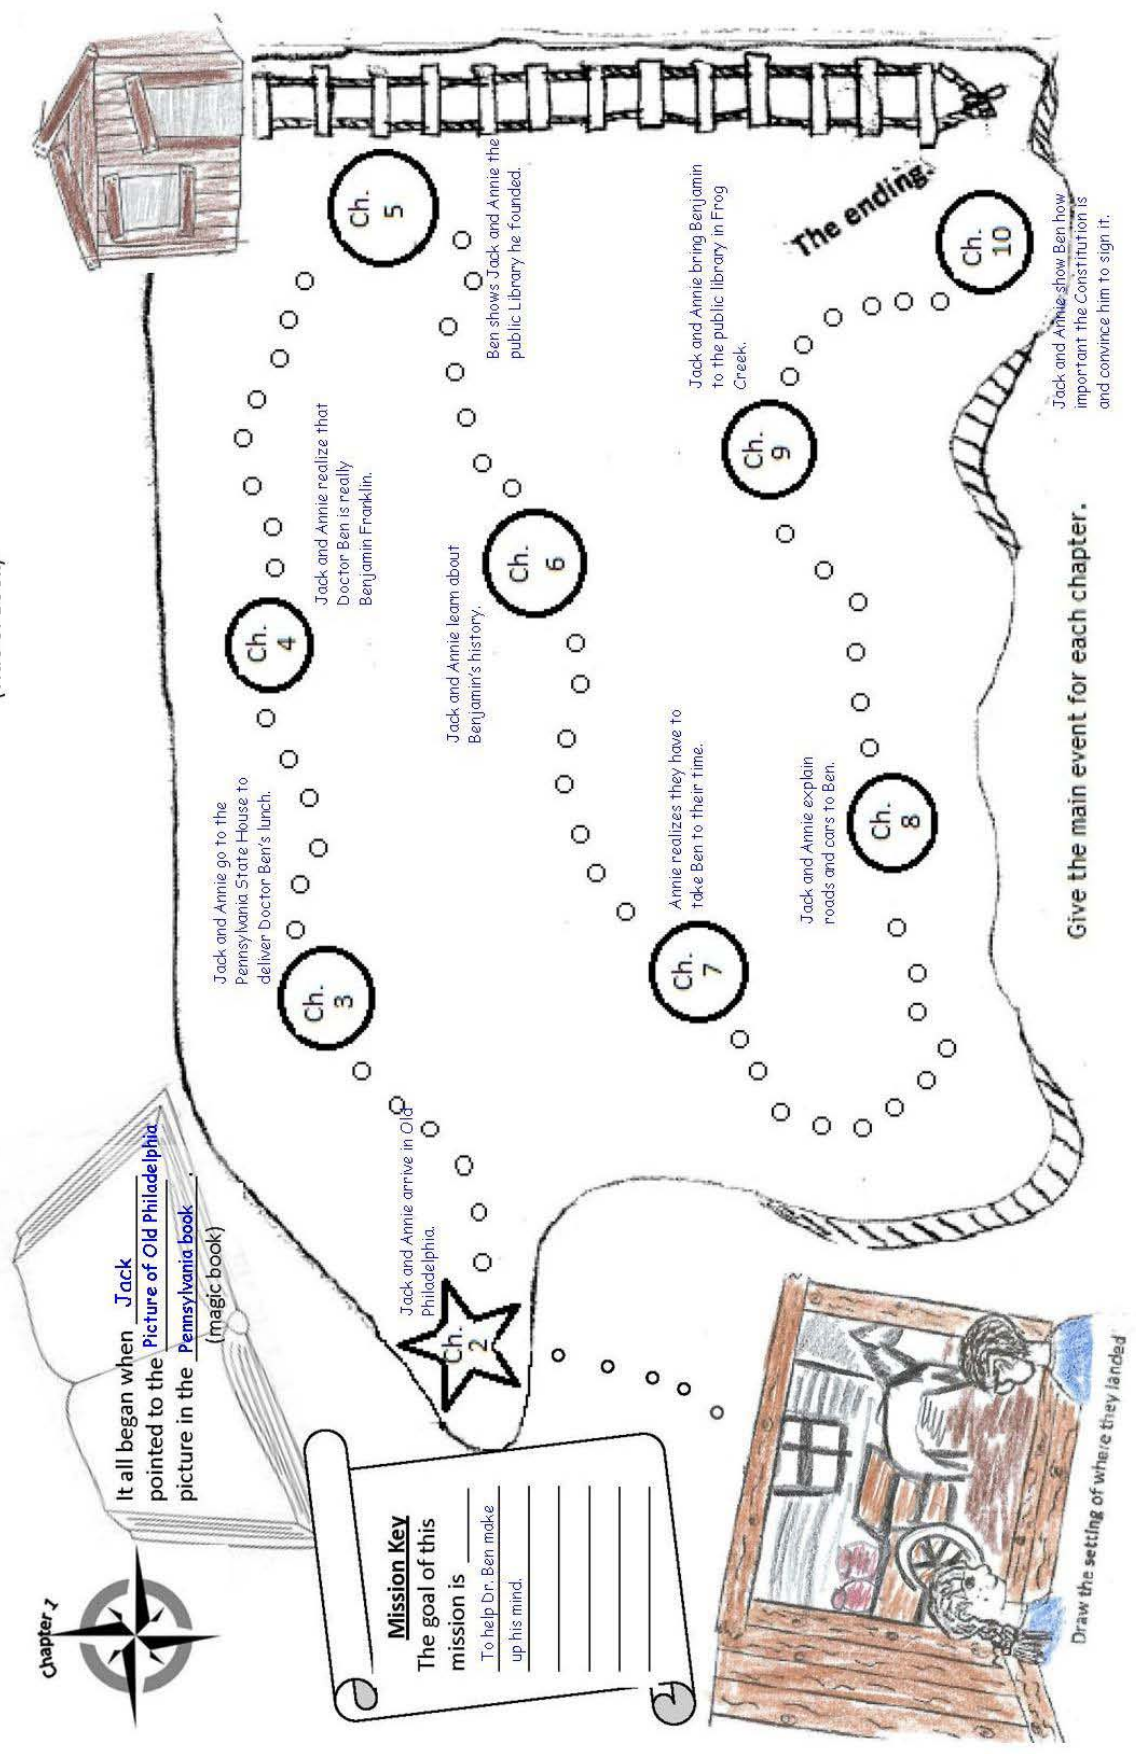 Chapter 1
It all began when Jack
pointed to the Picture of Old Philadelphia
picture in the Pennsylvania book.
(magic book)
Mission Key
The goal of this
mission is
To help Dr. Ben make
up his mind.
Draw the setting of where they landed
Ch.
2
Jack and Annie arrive in Old
Philadelphia.
Ch.
3
Jack and Annie go to the
Pennsylvania State House to
deliver Doctor Ben's lunch.
Ch.
4
Jack and Annie realize that
Doctor Ben is really
Benjamin Franklin.
Ch.
5
Ben shows Jack and Annie the
public Library he founded.
Ch.
6
Jack and Annie learn about
Benjamin's history.
Ch.
7
Annie realizes they have to
take Ben to their time.
Ch.
8
Jack and Annie explain
roads and cars to Ben.
Ch.
9
Jack and Annie bring Benjamin
to the public library in Frog
Creek.
The ending.
Ch.
10
Jack and Annie show Ben how
important the Constitution is
and convince him to sign it.
Give the main event for each chapter.